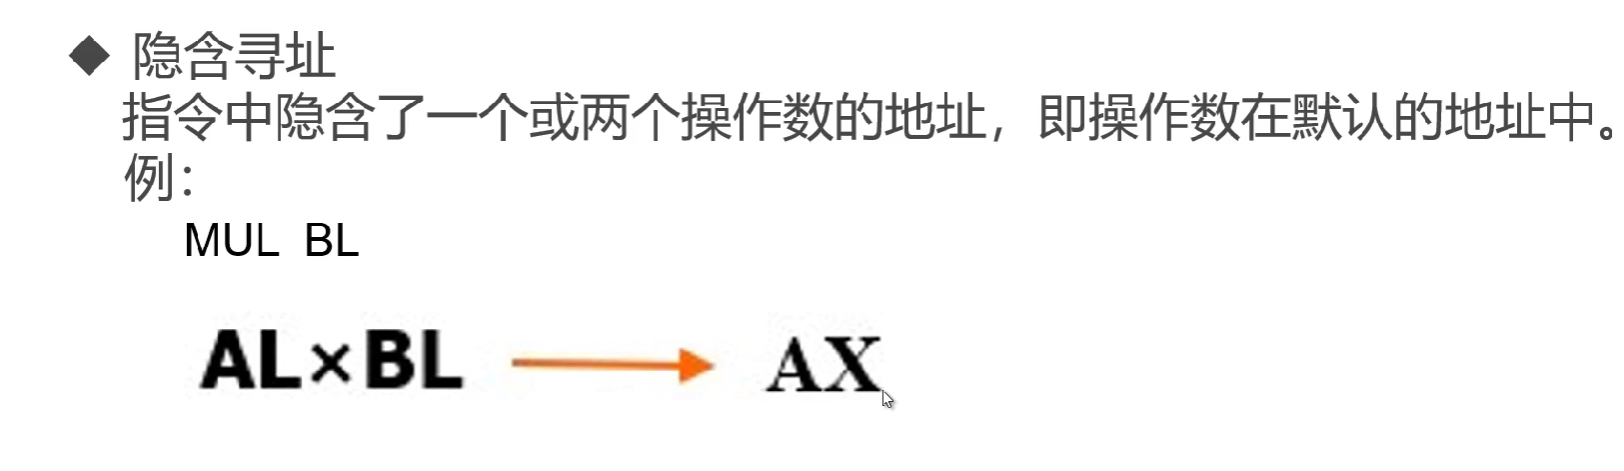 ◆ 隐含寻址
指令中隐含了一个或两个操作数的地址，即操作数在默认的地址中。
例：
MUL BL
AL×BL → AX